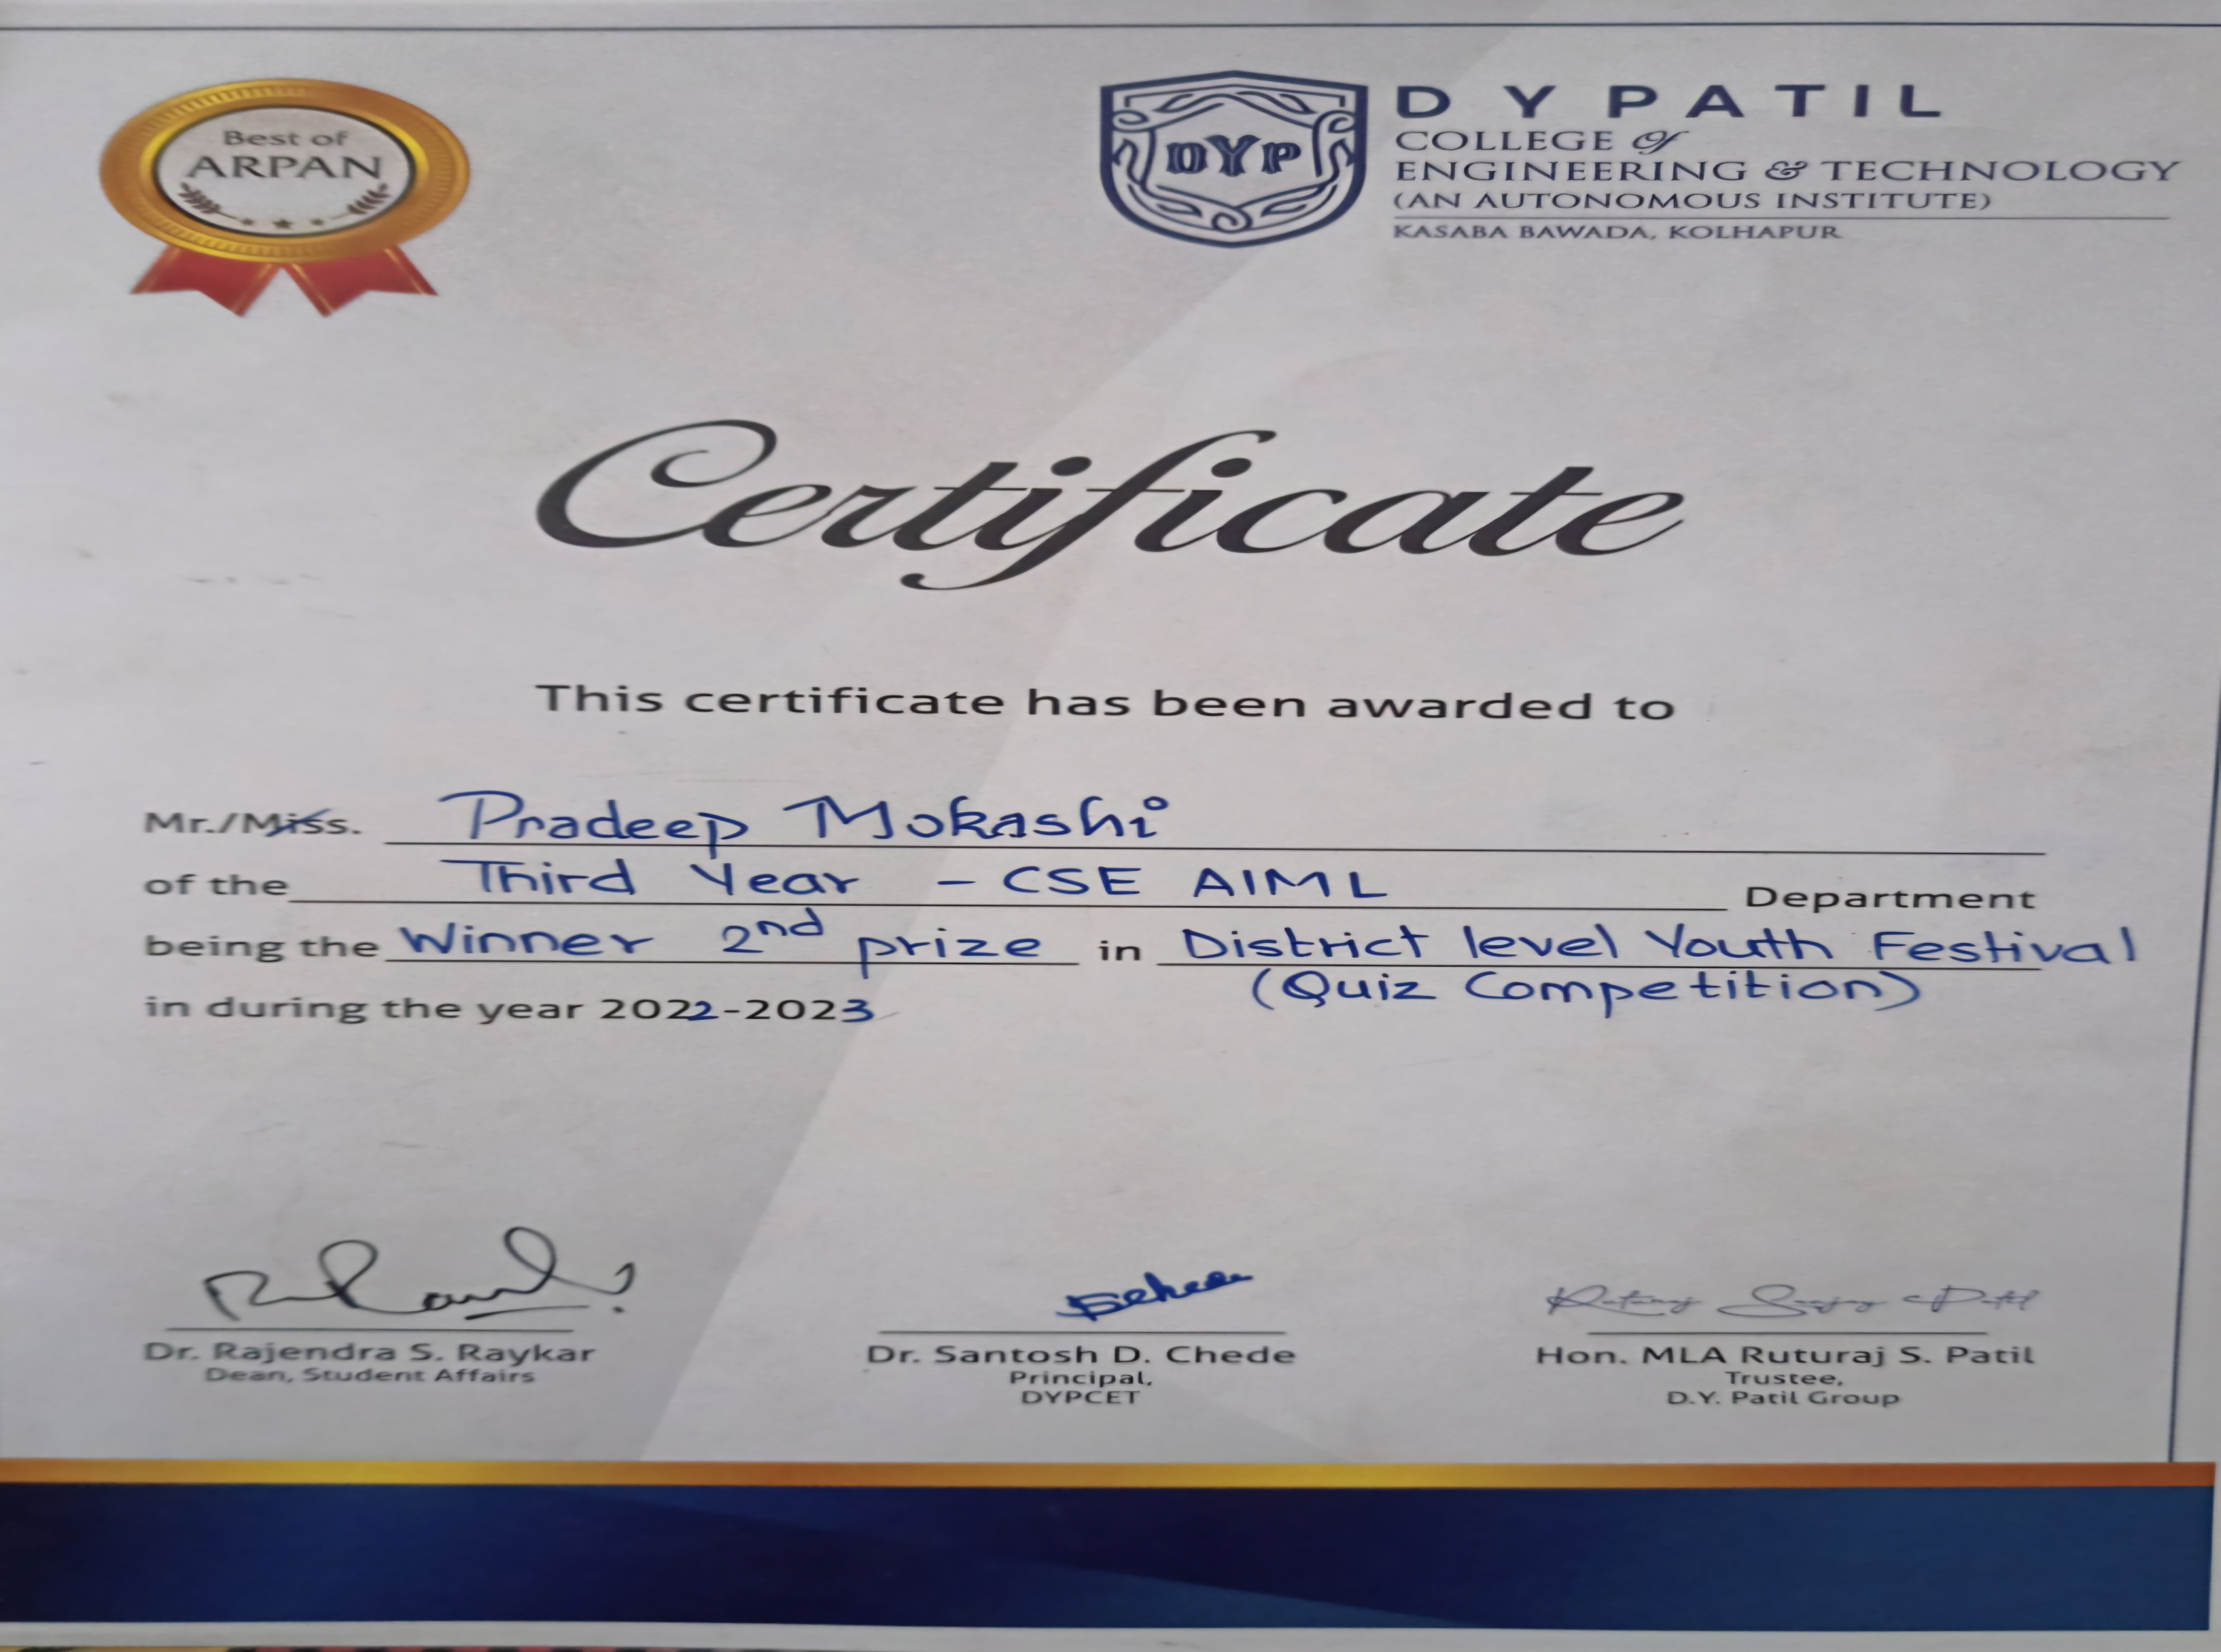 Best of
ARPAN
DYP
D Y PATIL
COLLEGE of
ENGINEERING & TECHNOLOGY
(AN AUTONOMOUS INSTITUTE)
KASABA BAWADA, KOLHAPUR
Certificate
This certificate has been awarded to
Mr./Miss. Pradeep Mokashi
of the Third Year - CSE AIML Department
being the Winner 2nd prize in District level Youth Festival
(Quiz Competition)
in during the year 2022-2023
Ruturaj Sanjay Patil
Dr. Rajendra S. Raykar
Dean, Student Affairs
Dr. Santosh D. Chede
Principal,
DYPCET
Hon. MLA Ruturaj S. Patil
Trustee,
D.Y. Patil Group